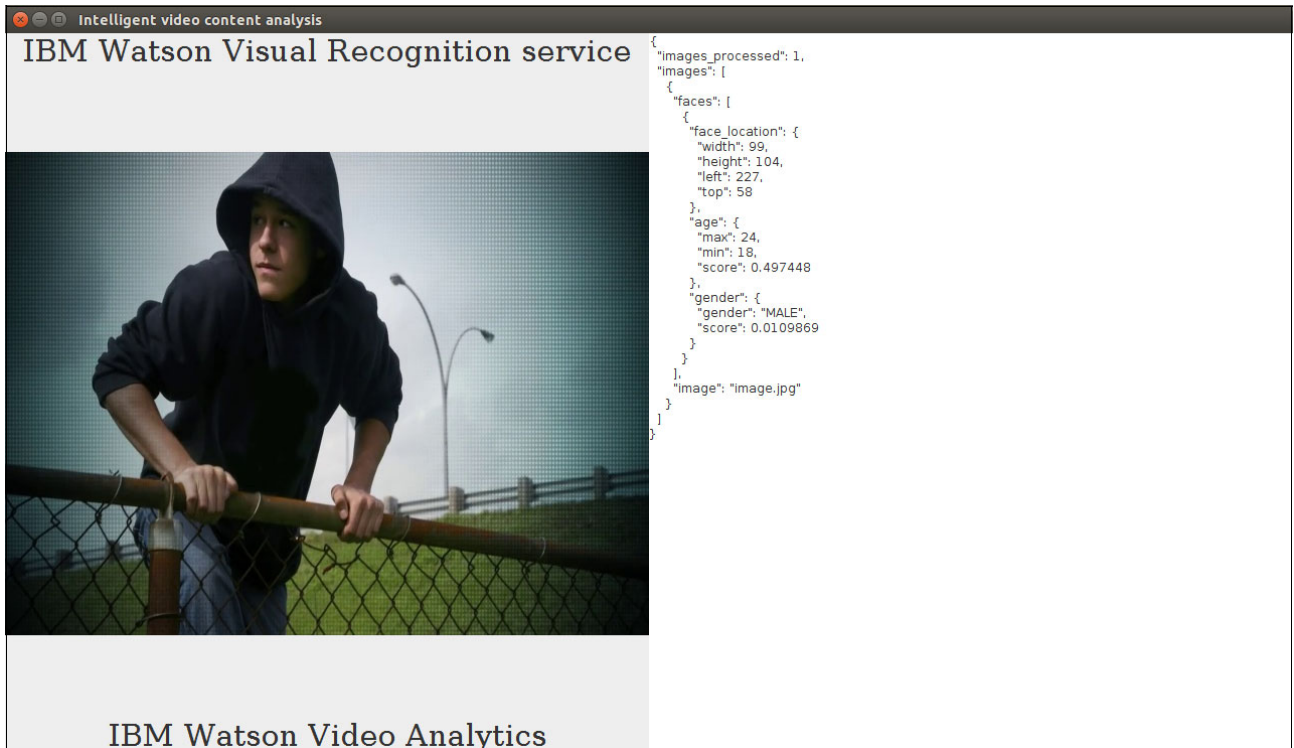 Intelligent video content analysis
IBM Watson Visual Recognition service
{
"images_processed": 1,
"images": [
{
"faces": [
{
"face_location": {
"width": 99,
"height": 104,
"left": 227,
"top": 58
},
"age": {
"max": 24,
"min": 18,
"score": 0.497448
},
"gender": {
"gender": "MALE",
"score": 0.0109869
}
}
],
"image": "image.jpg"
}
]
}
IBM Watson Video Analytics